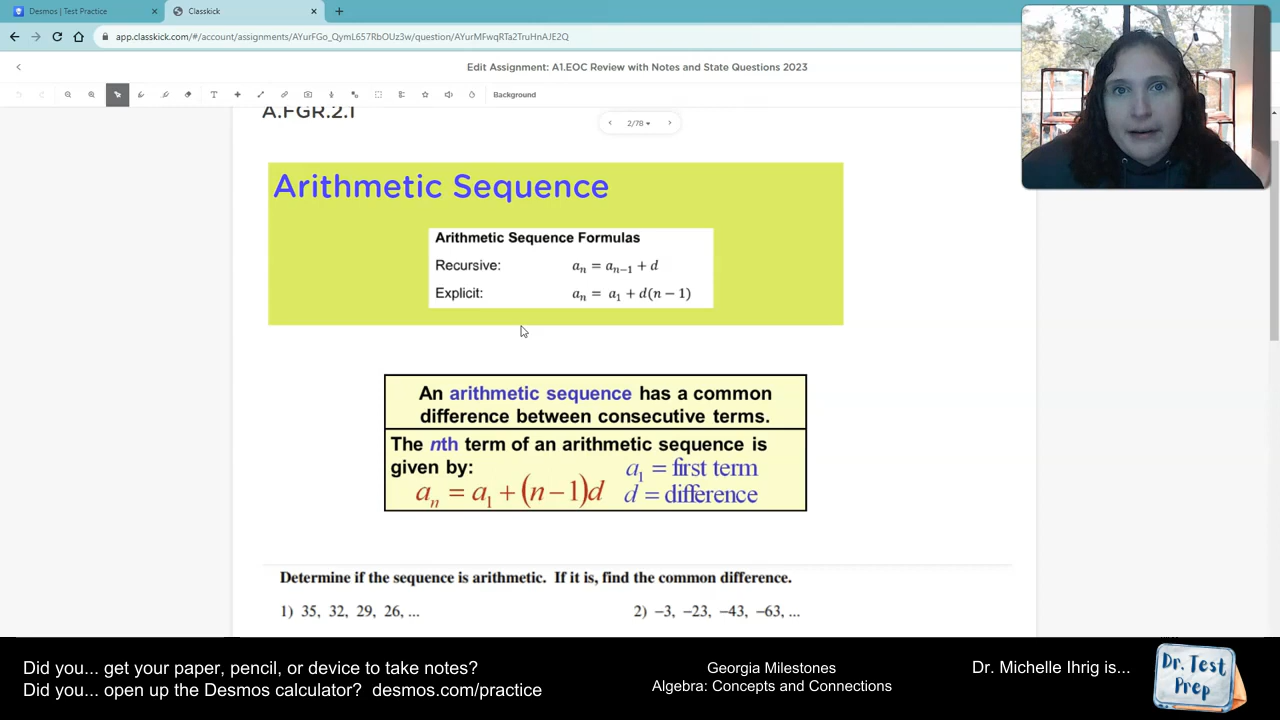 Desmos | Test Practice
Classkick
app.classkick.com/#/account/assignments/AYurFGo_QymL657RbOUz3w/question/AYurMFwqRTa2TruHnAJE2Q
Edit Assignment: A1.EOC Review with Notes and State Questions 2023
Background
A.FGR.2.1
2/78
Arithmetic Sequence
Arithmetic Sequence Formulas
Recursive: aₙ = aₙ₋₁ + d
Explicit: aₙ = a₁ + d(n − 1)
An arithmetic sequence has a common
difference between consecutive terms.
The nth term of an arithmetic sequence is
given by: a₁ = first term
aₙ = a₁ + (n − 1)d d = difference
Determine if the sequence is arithmetic. If it is, find the common difference.
1) 35, 32, 29, 26, ... 2) −3, −23, −43, −63, ...
Did you... get your paper, pencil, or device to take notes?
Did you... open up the Desmos calculator? desmos.com/practice
Georgia Milestones
Algebra: Concepts and Connections
Dr. Michelle Ihrig is...
Dr. Test
Prep